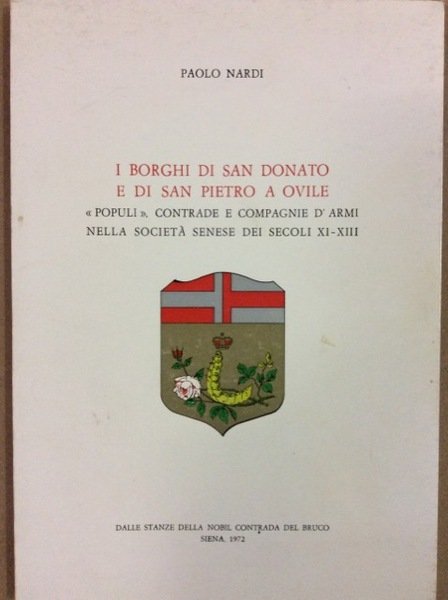 PAOLO NARDI
I BORGHI DI SAN DONATO
E DI SAN PIETRO A OVILE
« POPULI », CONTRADE E COMPAGNIE D'ARMI
NELLA SOCIETÀ SENESE DEI SECOLI XI-XIII
DALLE STANZE DELLA NOBIL CONTRADA DEL BRUCO
SIENA, 1972